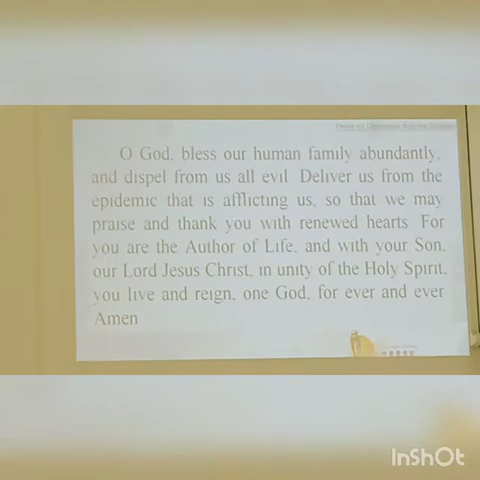 O God, bless our human family abundantly,
and dispel from us all evil. Deliver us from the
epidemic that is afflicting us, so that we may
praise and thank you with renewed hearts. For
you are the Author of Life, and with your Son,
our Lord Jesus Christ, in unity of the Holy Spirit,
you live and reign, one God, for ever and ever
Amen
InShOt